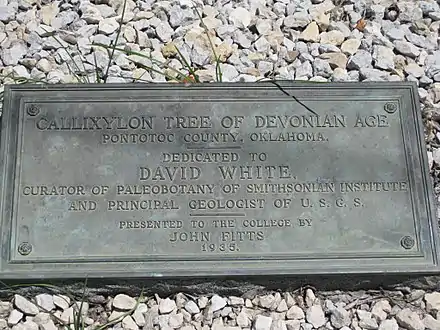 CALLIXYLON TREE OF DEVONIAN AGE
PONTOTOC COUNTY, OKLAHOMA.
DEDICATED TO
DAVID WHITE,
CURATOR OF PALEOBOTANY OF SMITHSONIAN INSTITUTE
AND PRINCIPAL GEOLOGIST OF U. S. G. S.
PRESENTED TO THE COLLEGE BY
JOHN FITTS
1935.